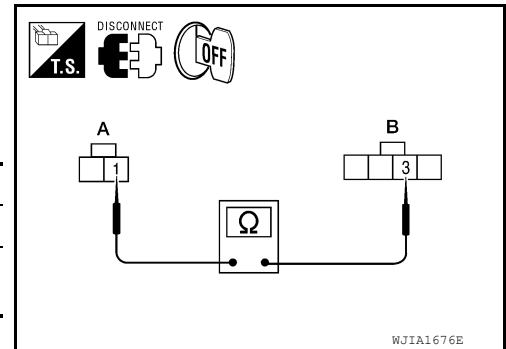 DISCONNECT
T.S.
OFF
A
B
1
3
Ω
WJIA1676E